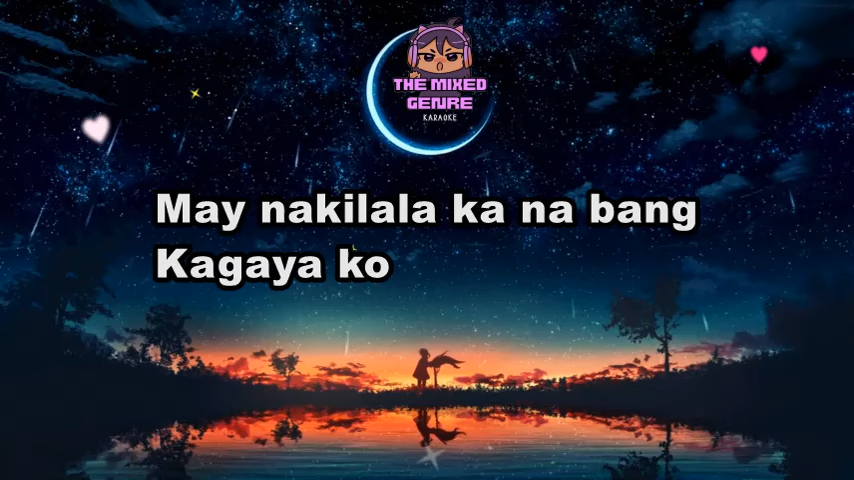 THE MIXED
GENRE
KARAOKE
May nakilala ka na bang
Kagaya ko